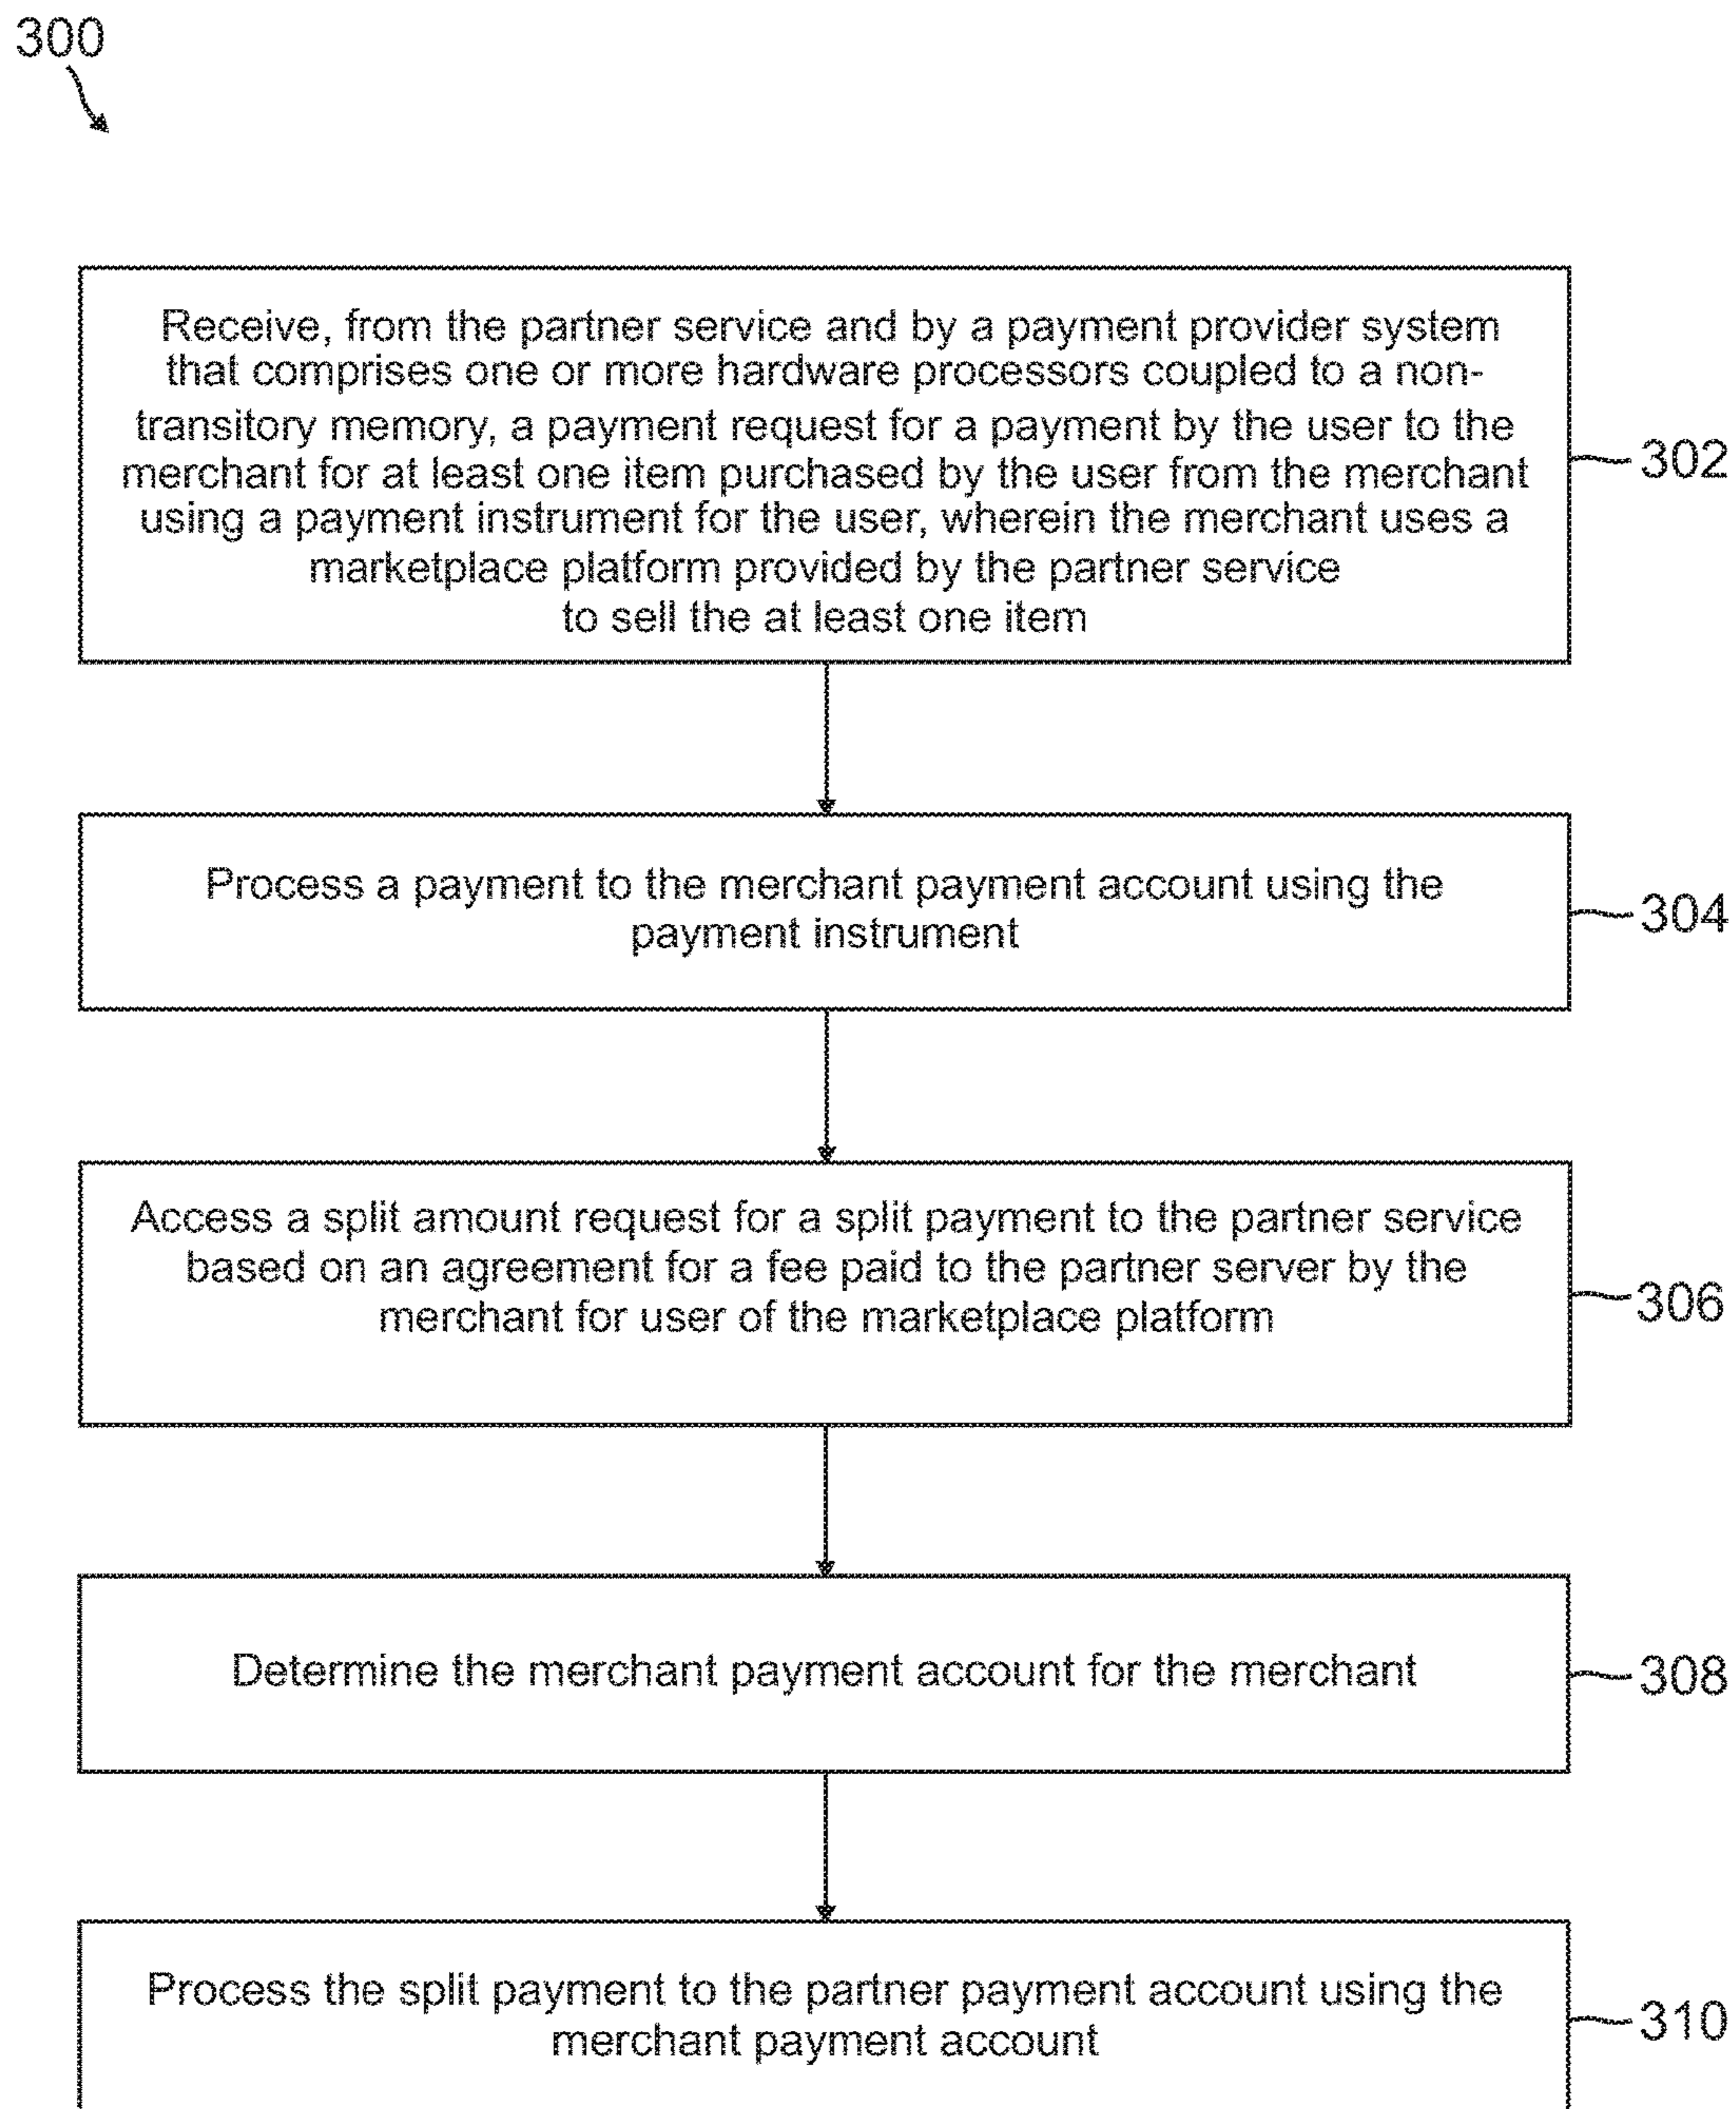 300
Receive, from the partner service and by a payment provider system
that comprises one or more hardware processors coupled to a non-
transitory memory, a payment request for a payment by the user to the
merchant for at least one item purchased by the user from the merchant
using a payment instrument for the user, wherein the merchant uses a
marketplace platform provided by the partner service
to sell the at least one item
302
Process a payment to the merchant payment account using the
payment instrument
304
Access a split amount request for a split payment to the partner service
based on an agreement for a fee paid to the partner server by the
merchant for user of the marketplace platform
306
Determine the merchant payment account for the merchant
308
Process the split payment to the partner payment account using the
merchant payment account
310